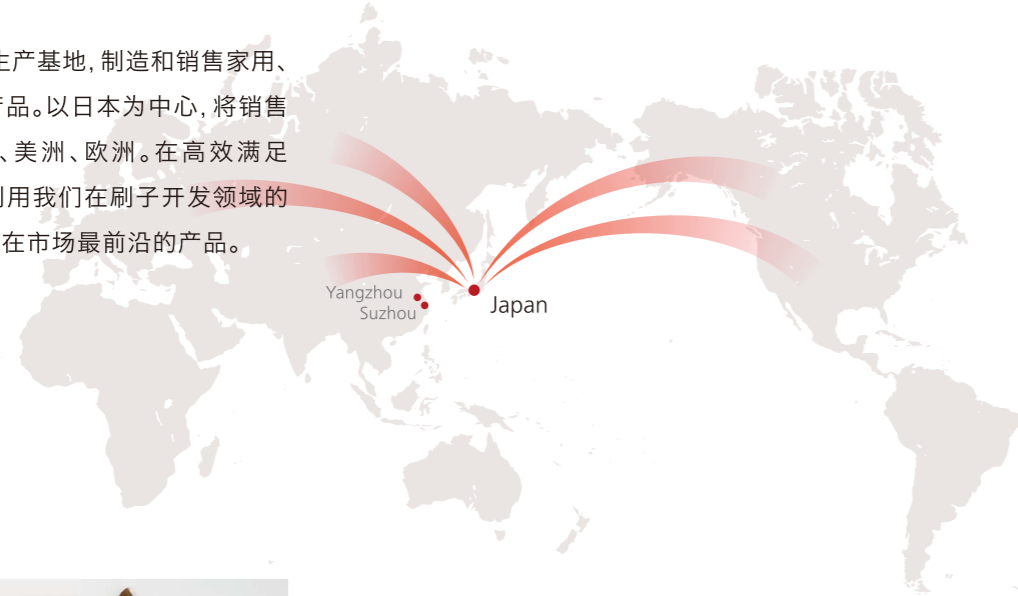 生产基地，制造和销售家用、
产品。以日本为中心，将销售
、美洲、欧洲。在高效满足
利用我们在刷子开发领域的
在市场最前沿的产品。
Yangzhou
Suzhou
Japan